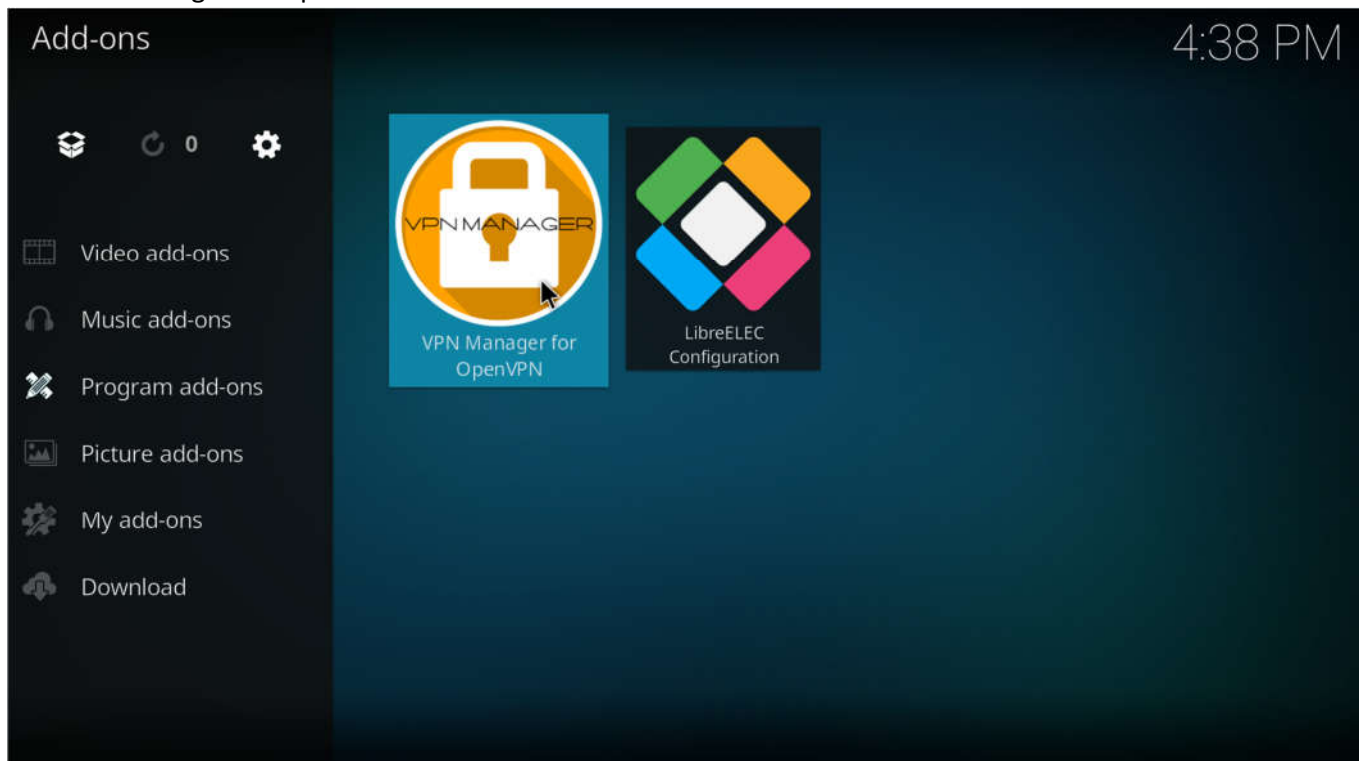 Add-ons
4:38 PM
0
VPN MANAGER
VPN Manager for
OpenVPN
LibreELEC
Configuration
Video add-ons
Music add-ons
Program add-ons
Picture add-ons
My add-ons
Download